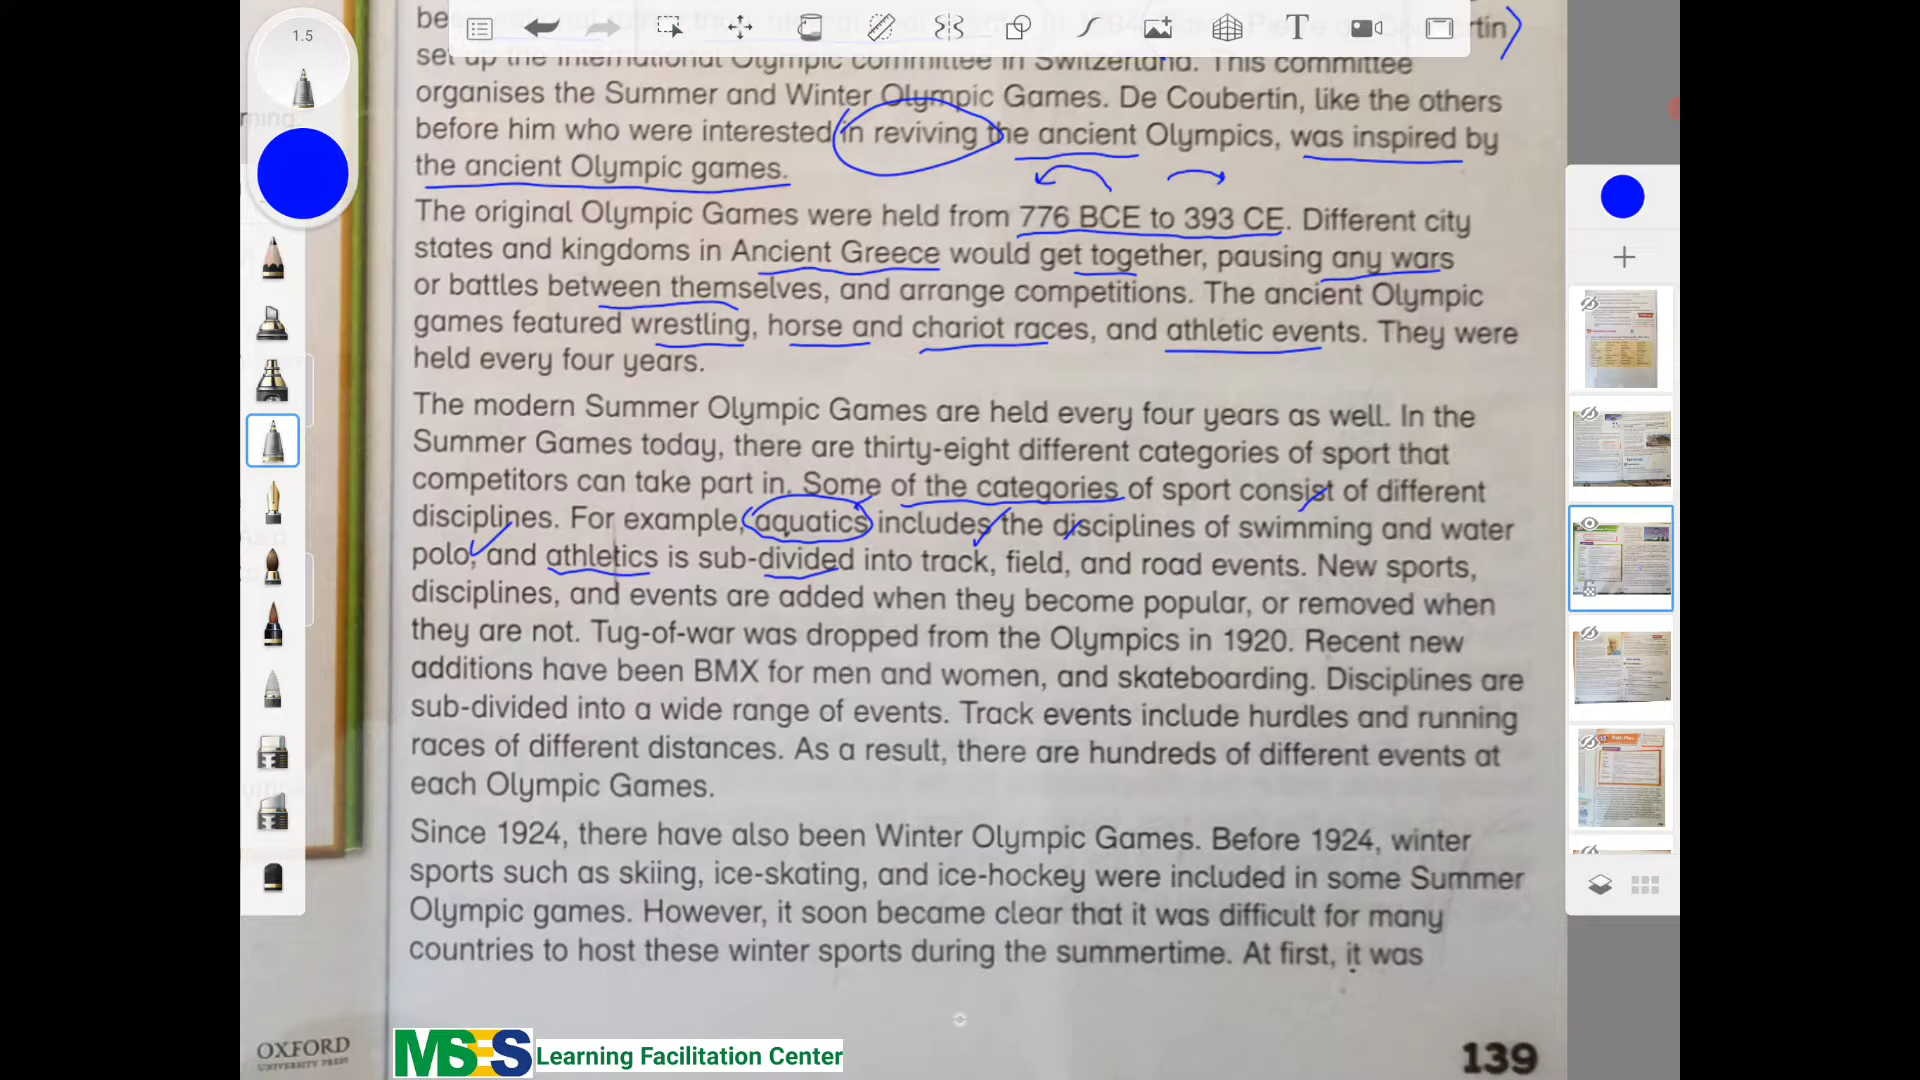 1.5
set up the International Olympic committee in Switzerland. This committee
organises the Summer and Winter Olympic Games. De Coubertin, like the others
before him who were interested in reviving the ancient Olympics, was inspired by
the ancient Olympic games.
The original Olympic Games were held from 776 BCE to 393 CE. Different city
states and kingdoms in Ancient Greece would get together, pausing any wars
or battles between themselves, and arrange competitions. The ancient Olympic
games featured wrestling, horse and chariot races, and athletic events. They were
held every four years.
The modern Summer Olympic Games are held every four years as well. In the
Summer Games today, there are thirty-eight different categories of sport that
competitors can take part in. Some of the categories of sport consist of different
disciplines. For example, aquatics includes the disciplines of swimming and water
polo, and athletics is sub-divided into track, field, and road events. New sports,
disciplines, and events are added when they become popular, or removed when
they are not. Tug-of-war was dropped from the Olympics in 1920. Recent new
additions have been BMX for men and women, and skateboarding. Disciplines are
sub-divided into a wide range of events. Track events include hurdles and running
races of different distances. As a result, there are hundreds of different events at
each Olympic Games.
Since 1924, there have also been Winter Olympic Games. Before 1924, winter
sports such as skiing, ice-skating, and ice-hockey were included in some Summer
Olympic games. However, it soon became clear that it was difficult for many
countries to host these winter sports during the summertime. At first, it was
OXFORD
UNIVERSITY PRESS
MSES Learning Facilitation Center
139